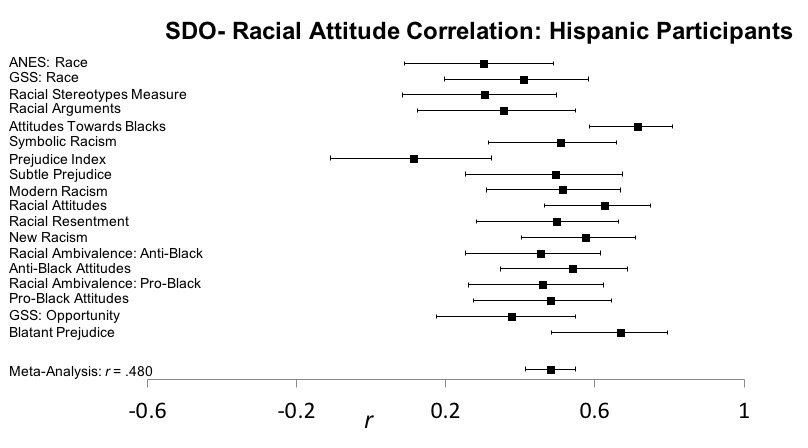 SDO- Racial Attitude Correlation: Hispanic Participants
ANES: Race
GSS: Race
Racial Stereotypes Measure
Racial Arguments
Attitudes Towards Blacks
Symbolic Racism
Prejudice Index
Subtle Prejudice
Modern Racism
Racial Attitudes
Racial Resentment
New Racism
Racial Ambivalence: Anti-Black
Anti-Black Attitudes
Racial Ambivalence: Pro-Black
Pro-Black Attitudes
GSS: Opportunity
Blatant Prejudice
Meta-Analysis: r = .480
-0.6 -0.2 0.2 0.6 1
r